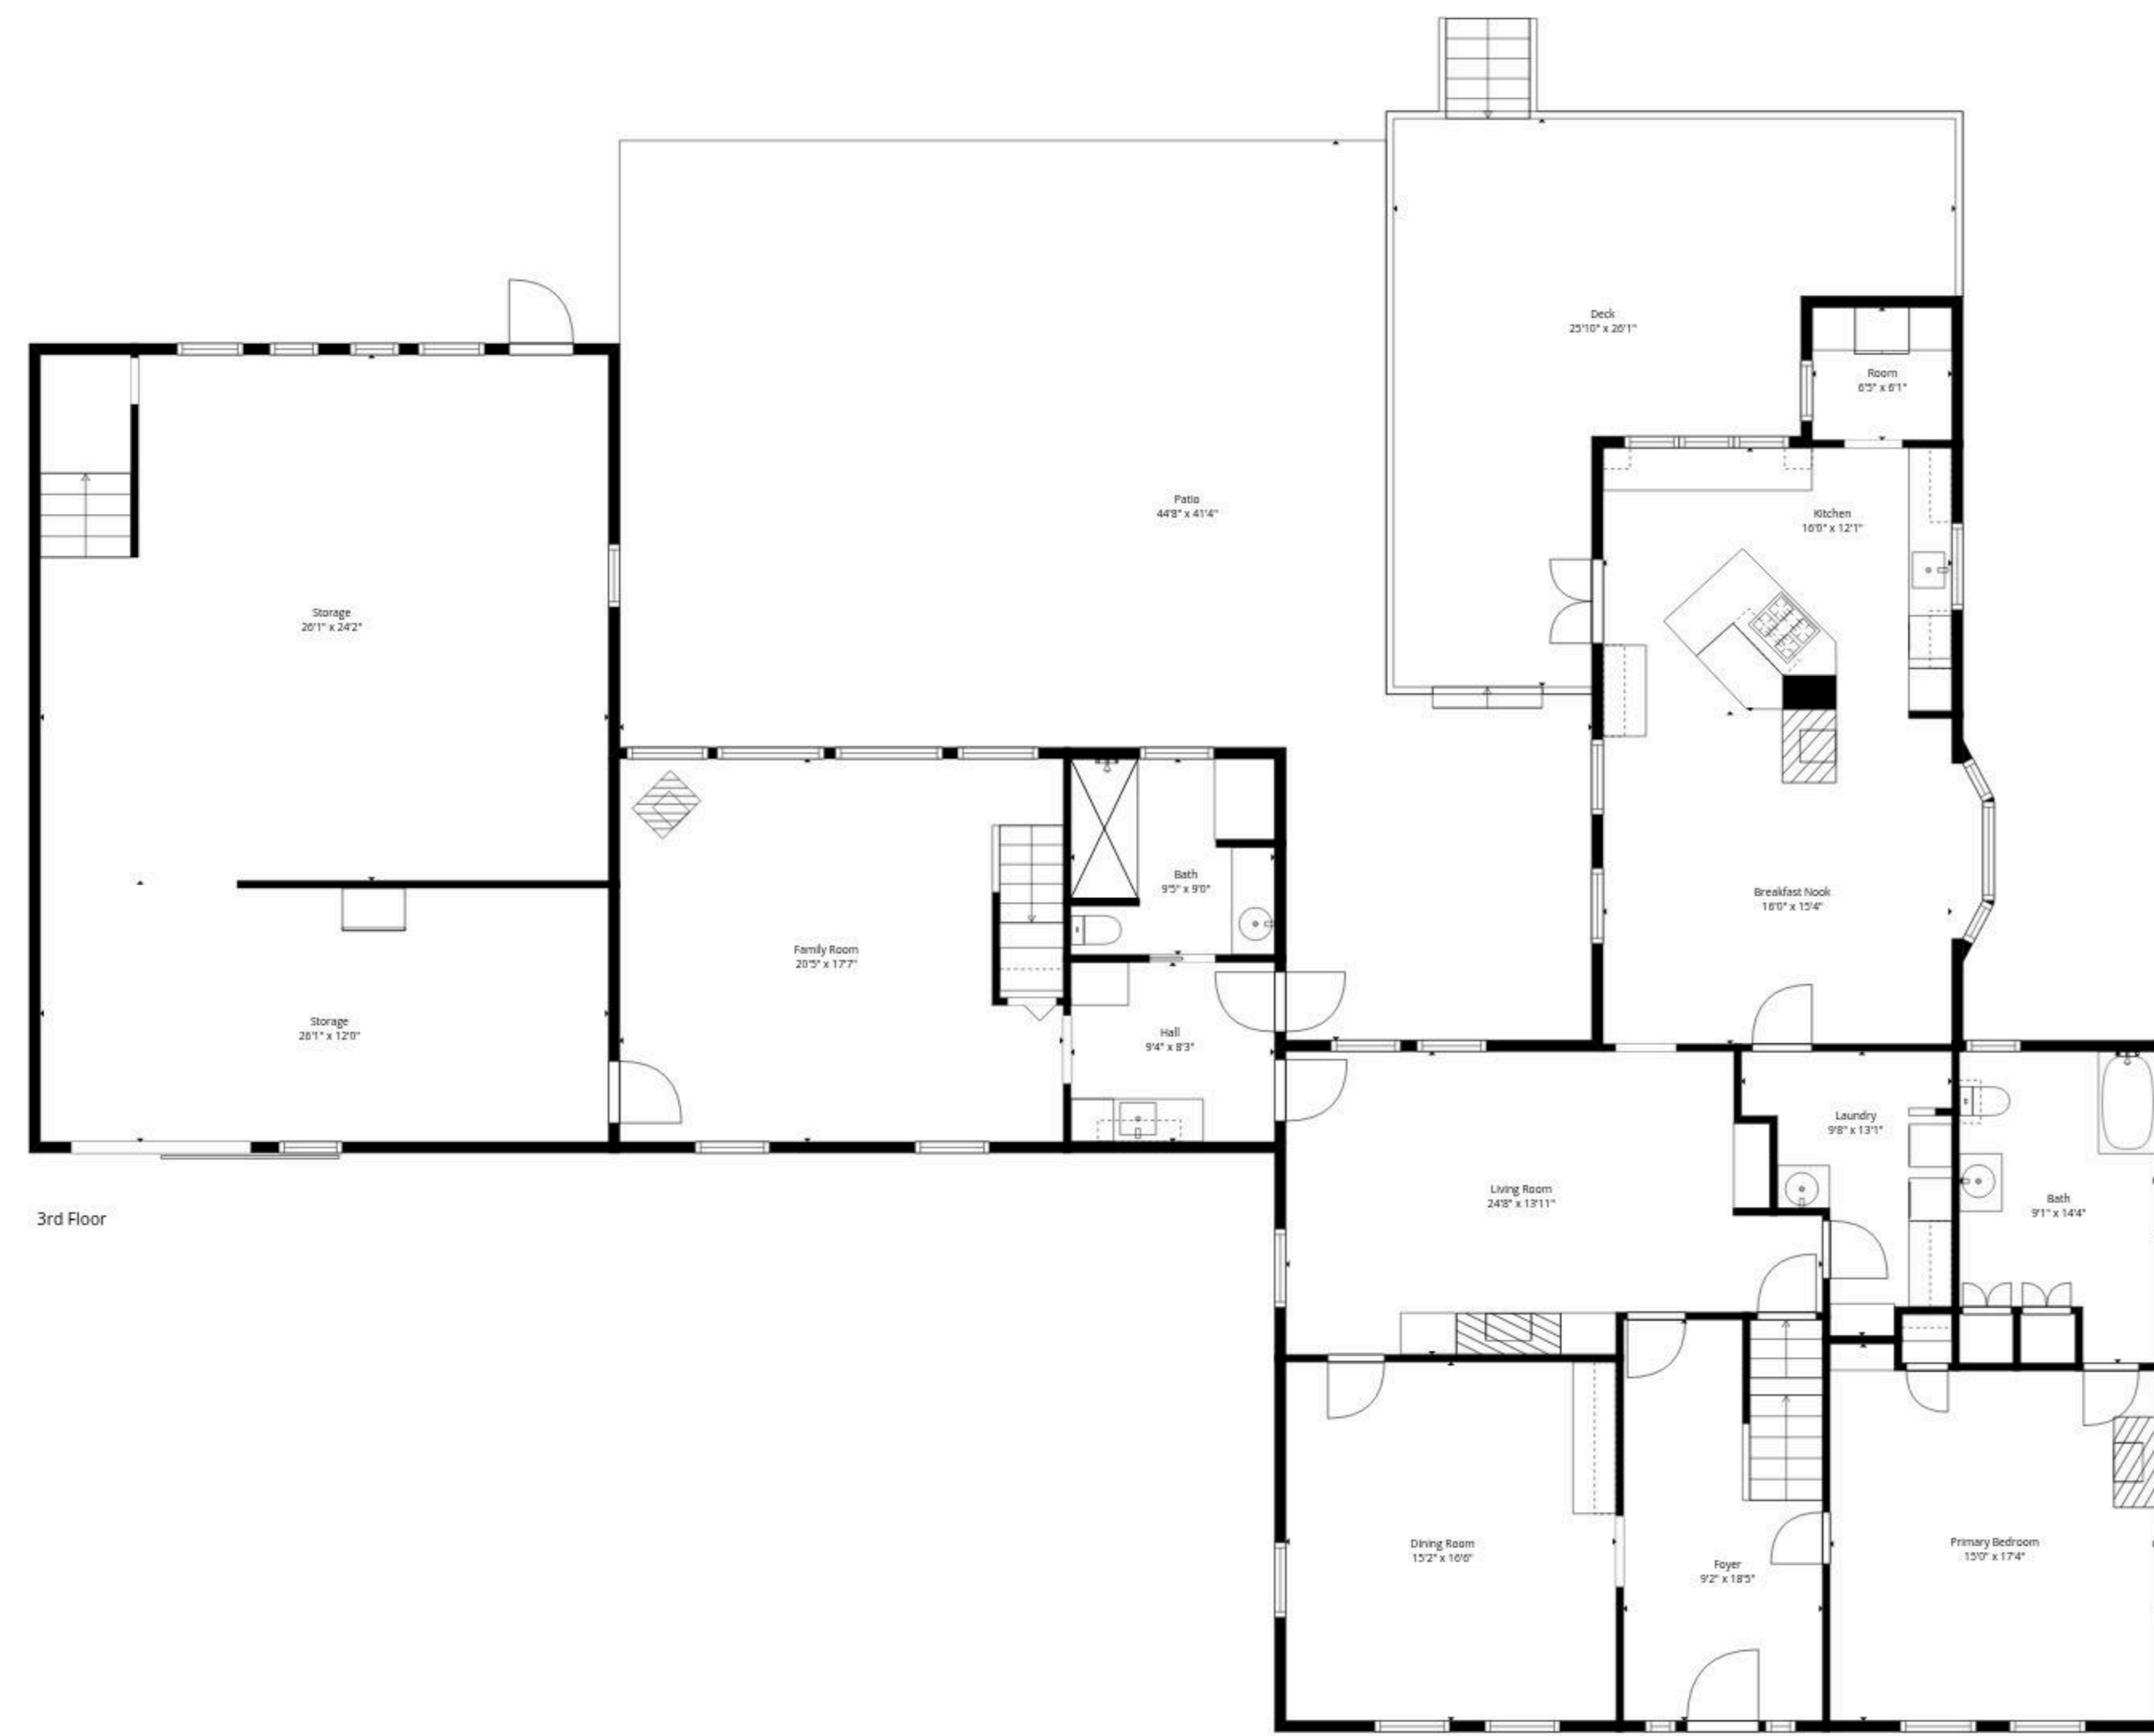 Deck
25'10" x 26'1"
Room
6'5" x 6'1"
Patio
44'8" x 41'4"
Kitchen
16'0" x 12'1"
Storage
26'1" x 24'2"
Bath
9'5" x 9'0"
Breakfast Nook
16'0" x 15'4"
Family Room
20'5" x 17'7"
Storage
26'1" x 12'0"
Hall
9'4" x 8'3"
Laundry
9'8" x 13'1"
Living Room
24'8" x 13'11"
Bath
9'1" x 14'4"
3rd Floor
Dining Room
15'2" x 16'6"
Primary Bedroom
15'0" x 17'4"
Foyer
9'2" x 18'5"